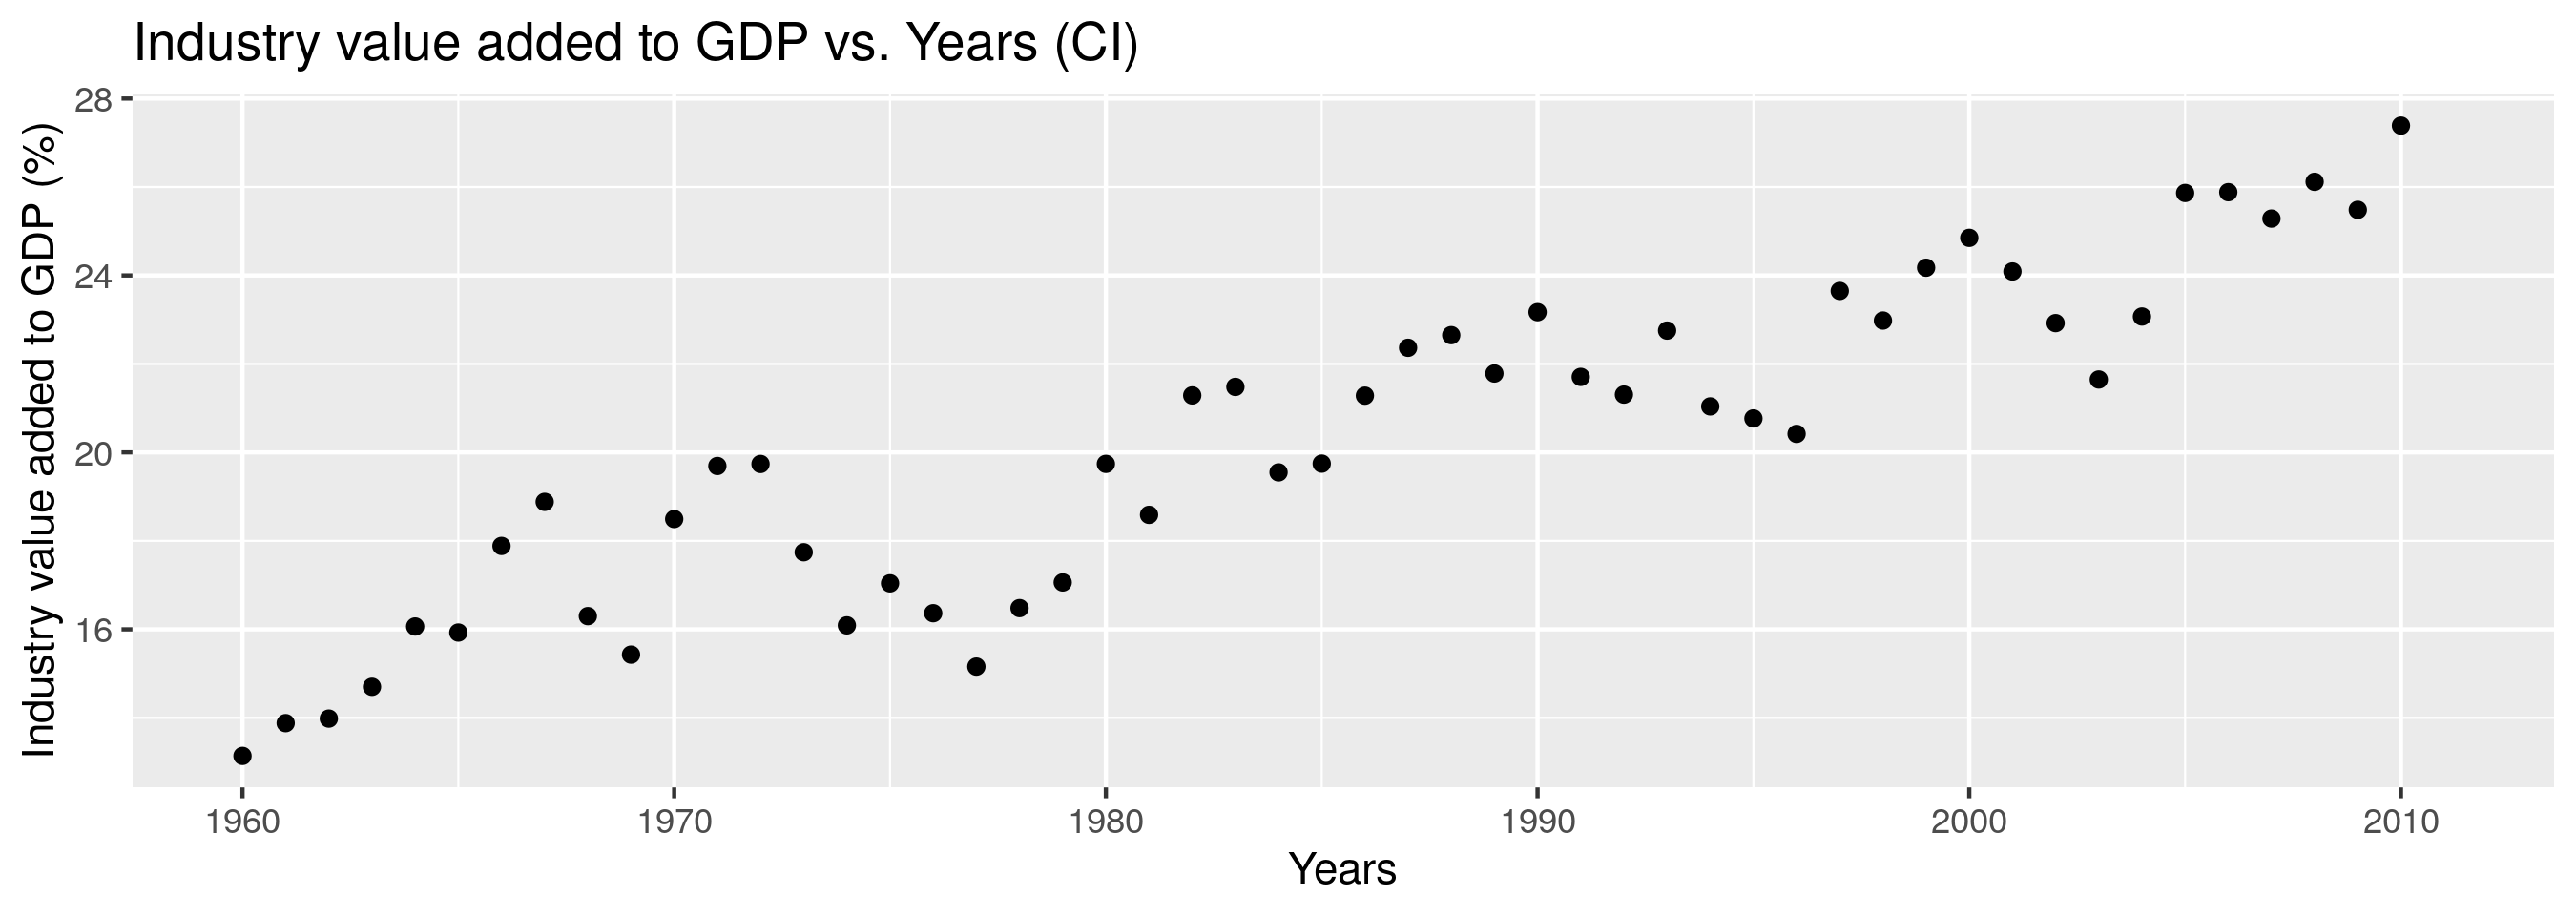 Industry value added to GDP vs. Years (CI)
Industry value added to GDP (%)
28
24
20
16
1960 1970 1980 1990 2000 2010
Years